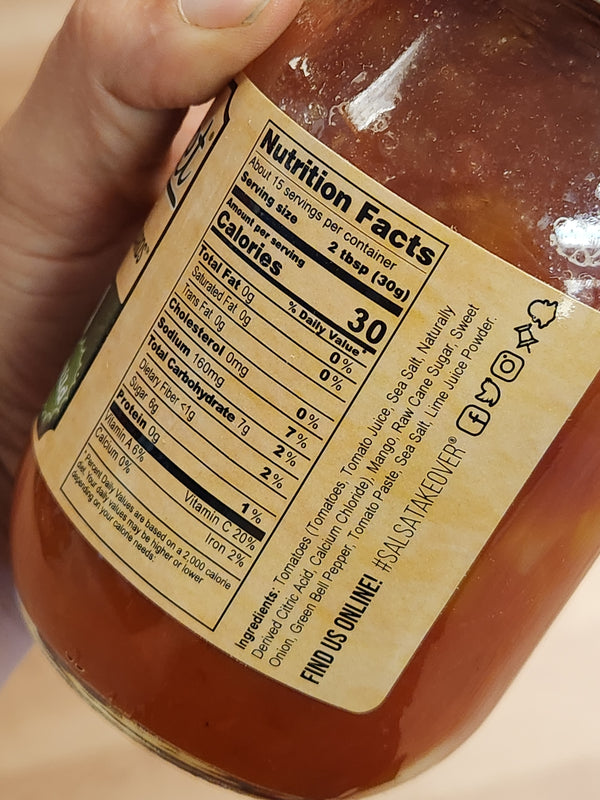 Nutrition Facts
About 15 servings per container
Serving size 2 tbsp (30g)
Amount per serving
Calories 30
% Daily Value*
Total Fat 0g 0%
Saturated Fat 0g 0%
Trans Fat 0g
Cholesterol 0mg 0%
Sodium 160mg 7%
Total Carbohydrate 7g 2%
Dietary Fiber <1g 2%
Sugar 6g
Protein 0g 1%
Vitamin A 6% Vitamin C 20%
Calcium 0% Iron 2%
* Percent Daily Values are based on a 2,000 calorie
diet. Your daily values may be higher or lower
depending on your calorie needs.
Ingredients: Tomatoes (Tomatoes, Tomato Juice, Sea Salt, Naturally
Derived Citric Acid, Calcium Chloride), Mango, Raw Cane Sugar, Sweet
Onion, Green Bell Pepper, Tomato Paste, Sea Salt, Lime Juice Powder.
FIND US ONLINE! #SALSATAKEOVER®